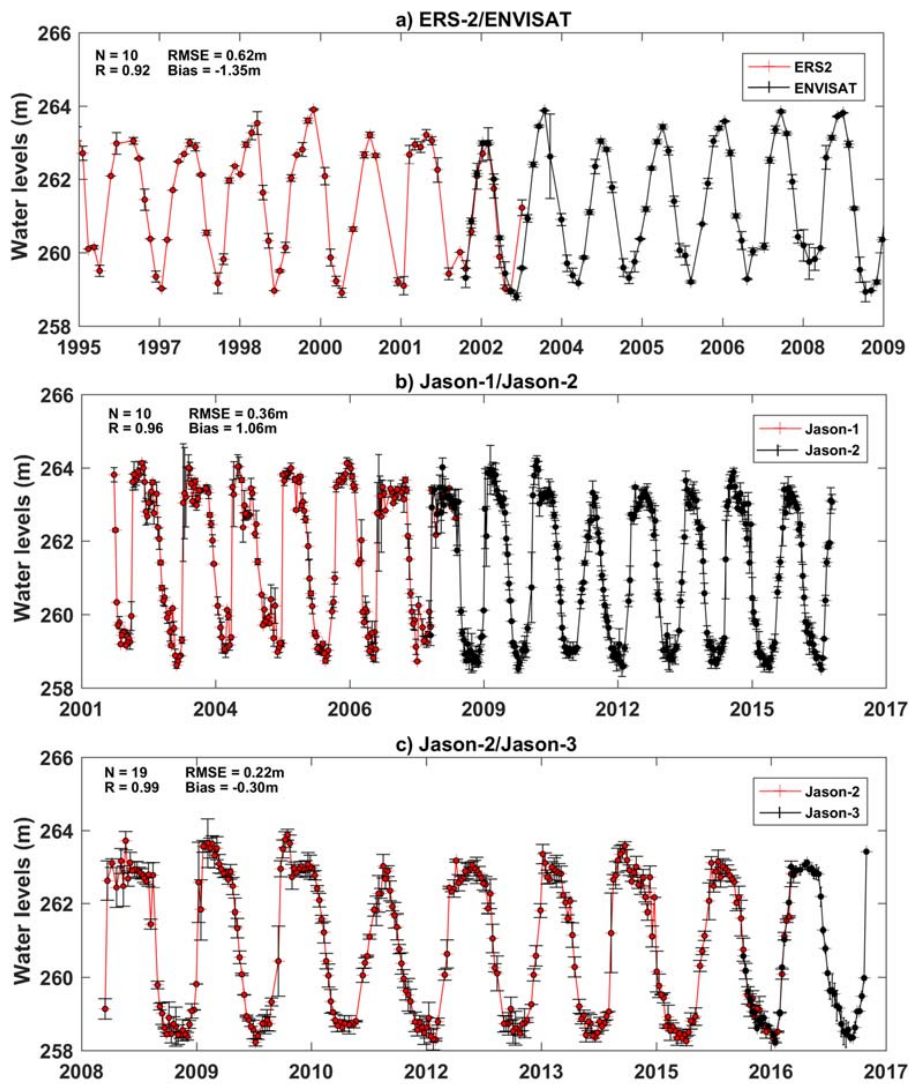 a) ERS-2/ENVISAT
266
N = 10 RMSE = 0.62m
R = 0.92 Bias = -1.35m
ERS2
ENVISAT
264
262
260
258
Water levels (m)
1995 1997 1998 2000 2001 2002 2004 2005 2006 2008 2009
b) Jason-1/Jason-2
266
N = 10 RMSE = 0.36m
R = 0.96 Bias = 1.06m
Jason-1
Jason-2
264
262
260
258
Water levels (m)
2001 2004 2006 2009 2012 2015 2017
c) Jason-2/Jason-3
266
N = 19 RMSE = 0.22m
R = 0.99 Bias = -0.30m
Jason-2
Jason-3
264
262
260
258
Water levels (m)
2008 2009 2010 2012 2013 2015 2016 2017